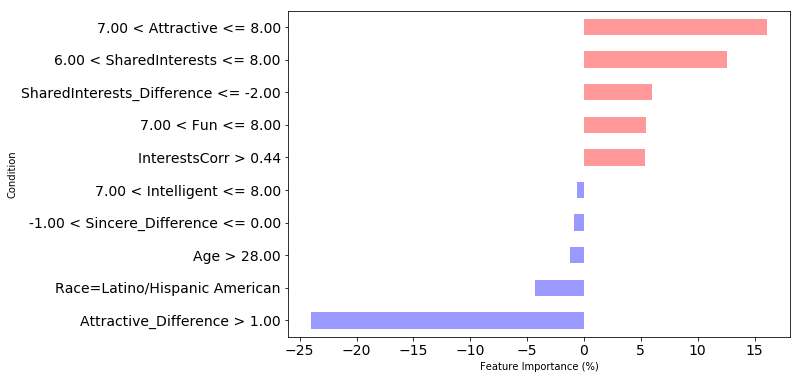 7.00 < Attractive <= 8.00
6.00 < SharedInterests <= 8.00
SharedInterests_Difference <= -2.00
7.00 < Fun <= 8.00
InterestsCorr > 0.44
7.00 < Intelligent <= 8.00
-1.00 < Sincere_Difference <= 0.00
Age > 28.00
Race=Latino/Hispanic American
Attractive_Difference > 1.00
Condition
−25 −20 −15 −10 −5 0 5 10 15
Feature Importance (%)